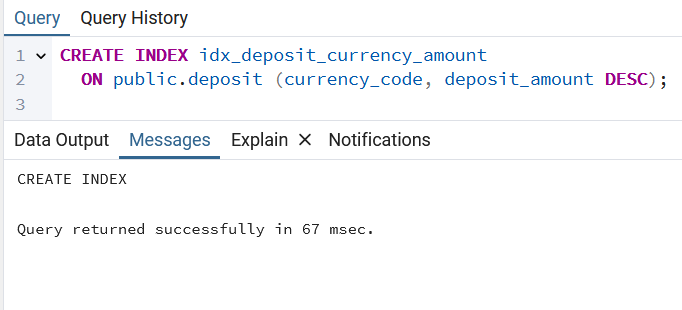 Query Query History
1 CREATE INDEX idx_deposit_currency_amount
2 ON public.deposit (currency_code, deposit_amount DESC);
3
Data Output Messages Explain × Notifications
CREATE INDEX
Query returned successfully in 67 msec.